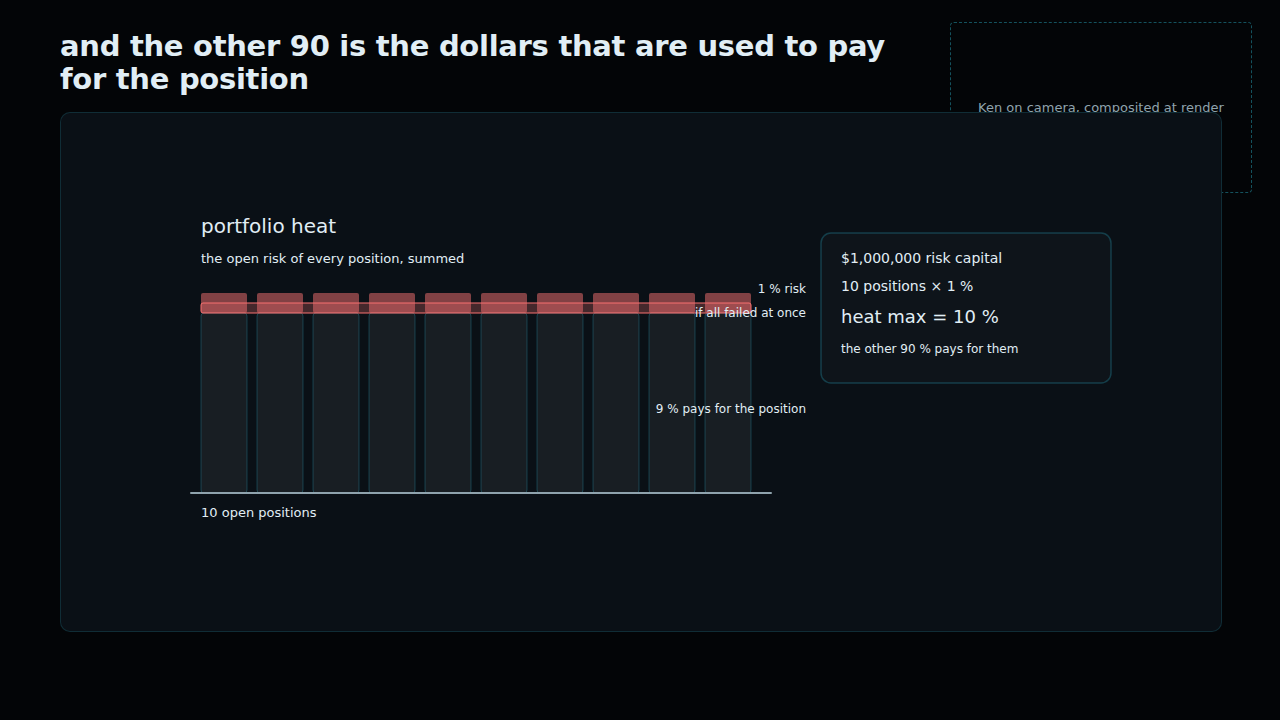 and the other 90 is the dollars that are used to pay
for the position
Ken on camera, composited at render
portfolio heat
the open risk of every position, summed
1 % risk
if all failed at once
9 % pays for the position
10 open positions
$1,000,000 risk capital
10 positions × 1 %
heat max = 10 %
the other 90 % pays for them